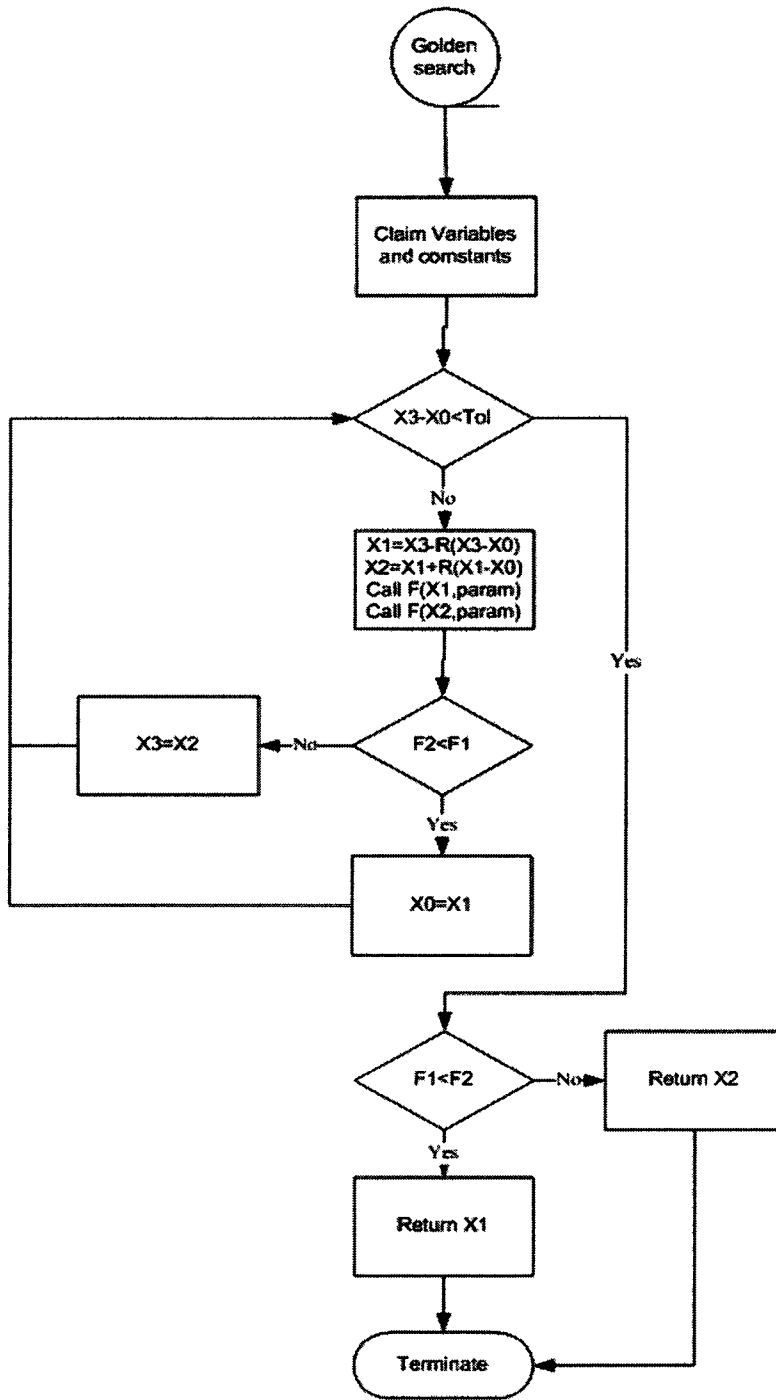 Golden
search
Claim Variables
and comstants
X3-X0<Tol
No
X1=X3-R(X3-X0)
X2=X1+R(X1-X0)
Call F(X1,param)
Call F(X2,param)
Yes
X3=X2
No
F2<F1
Yes
X0=X1
F1<F2
No
Return X2
Yes
Return X1
Terminate